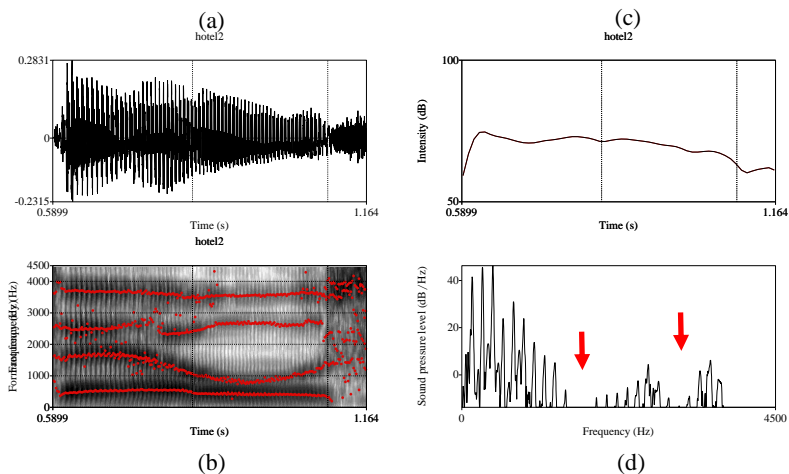 (a)
hotel2
0.2831
0
-0.2315
0.5899
1.164
Time (s)
(c)
hotel2
100
Intensity (dB)
50
0.5899
1.164
Time (s)
hotel2
4500
4000
3000
2000
1000
0
0.5899
1.164
Time (s)
(b)
Sound pressure level (dB/Hz)
40
20
0
0
4500
Frequency (Hz)
(d)